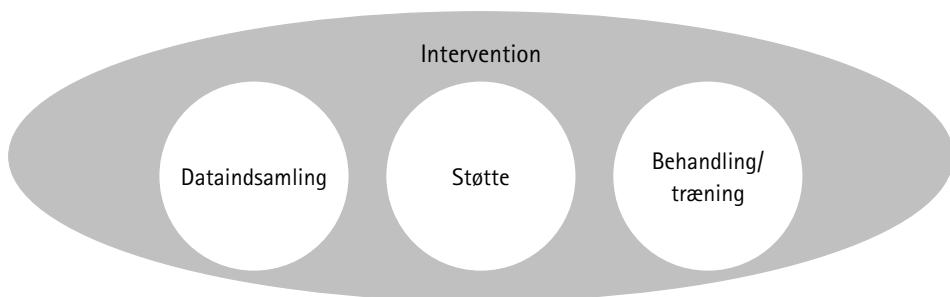 Intervention
Dataindsamling
Støtte
Behandling/
træning